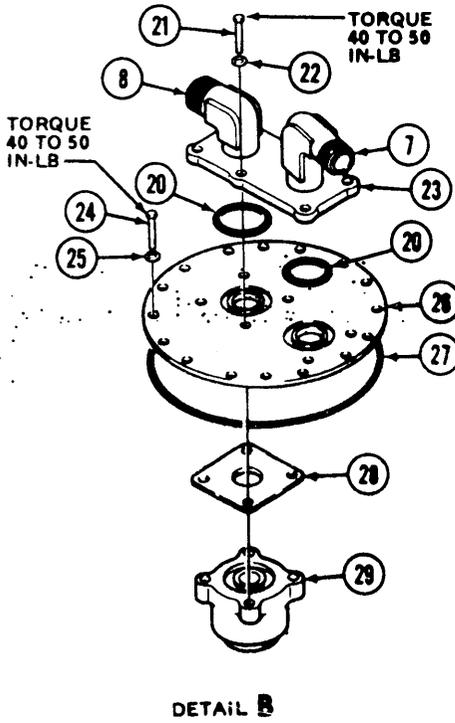 21
TORQUE
40 TO 50
IN-LB
22
8
TORQUE
40 TO 50
IN-LB
7
20
23
24
25
20
26
27
28
29
DETAIL B